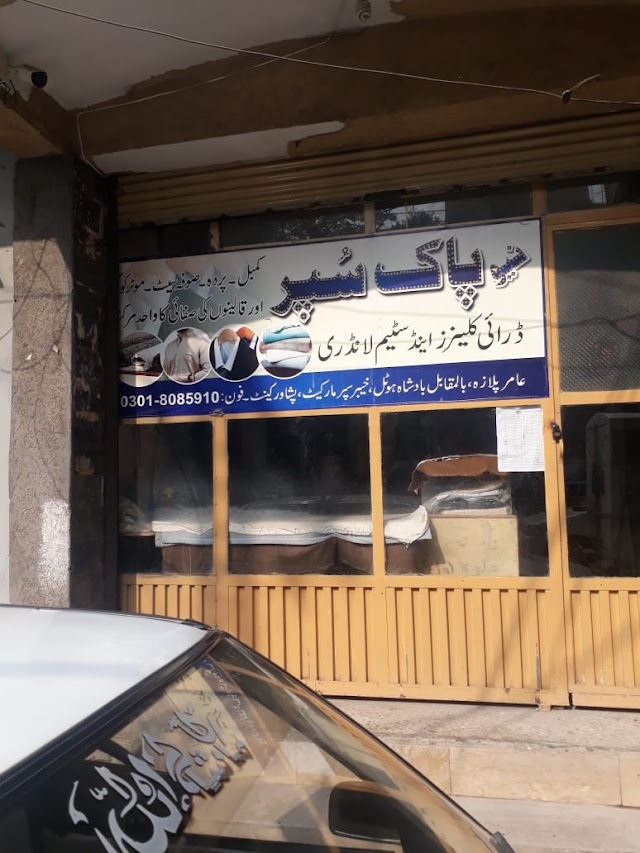 نیو پاک سُپر
کمبل۔ پردہ۔ صوفہ سیٹ۔ موٹر
اور قالینوں کی صفائی کا واحد مرکز
ڈرائی کلینرز اینڈ سٹیم لانڈری
عامر پلازہ، بالمقابل بادشاہ ہوٹل، خیبر سپر مارکیٹ، پشاور کینٹ۔ فون: 0301-8085910